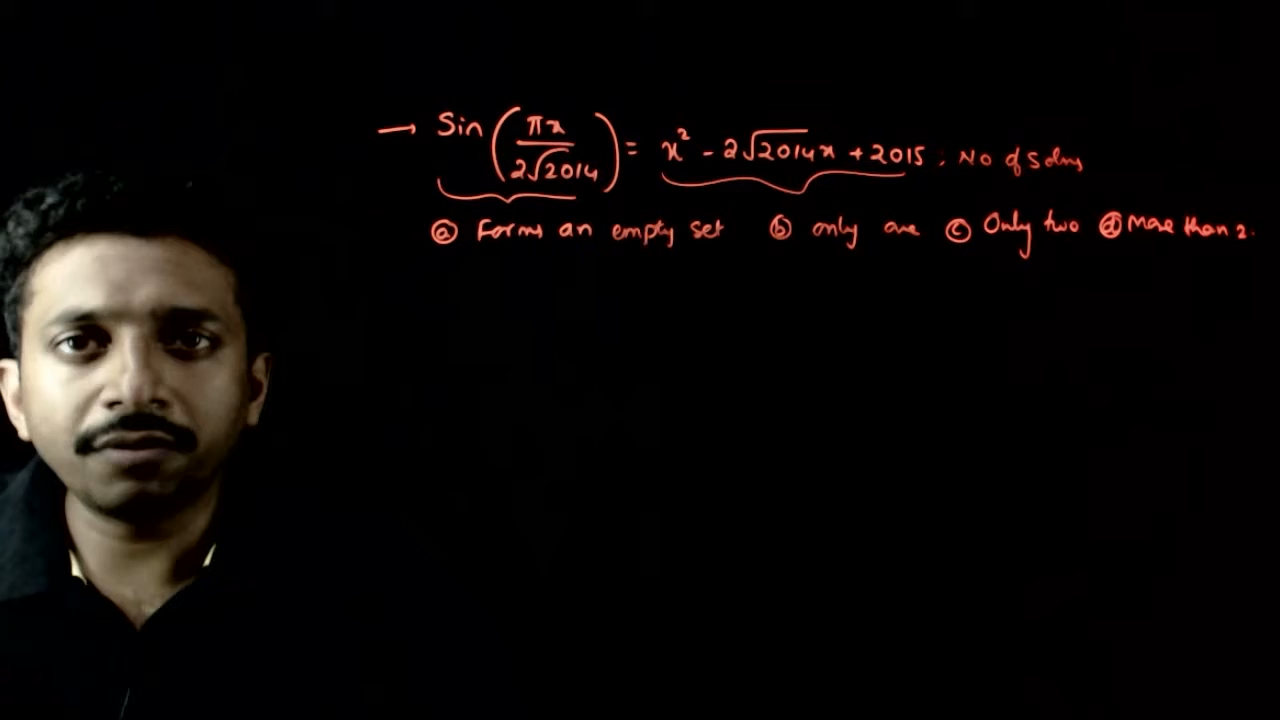 → Sin (πx / 2√2014) = x² - 2√2014 x + 2015 ; No of Solns
ⓐ Forms an empty set ⓑ only one ⓒ Only two ⓓ More than 2.